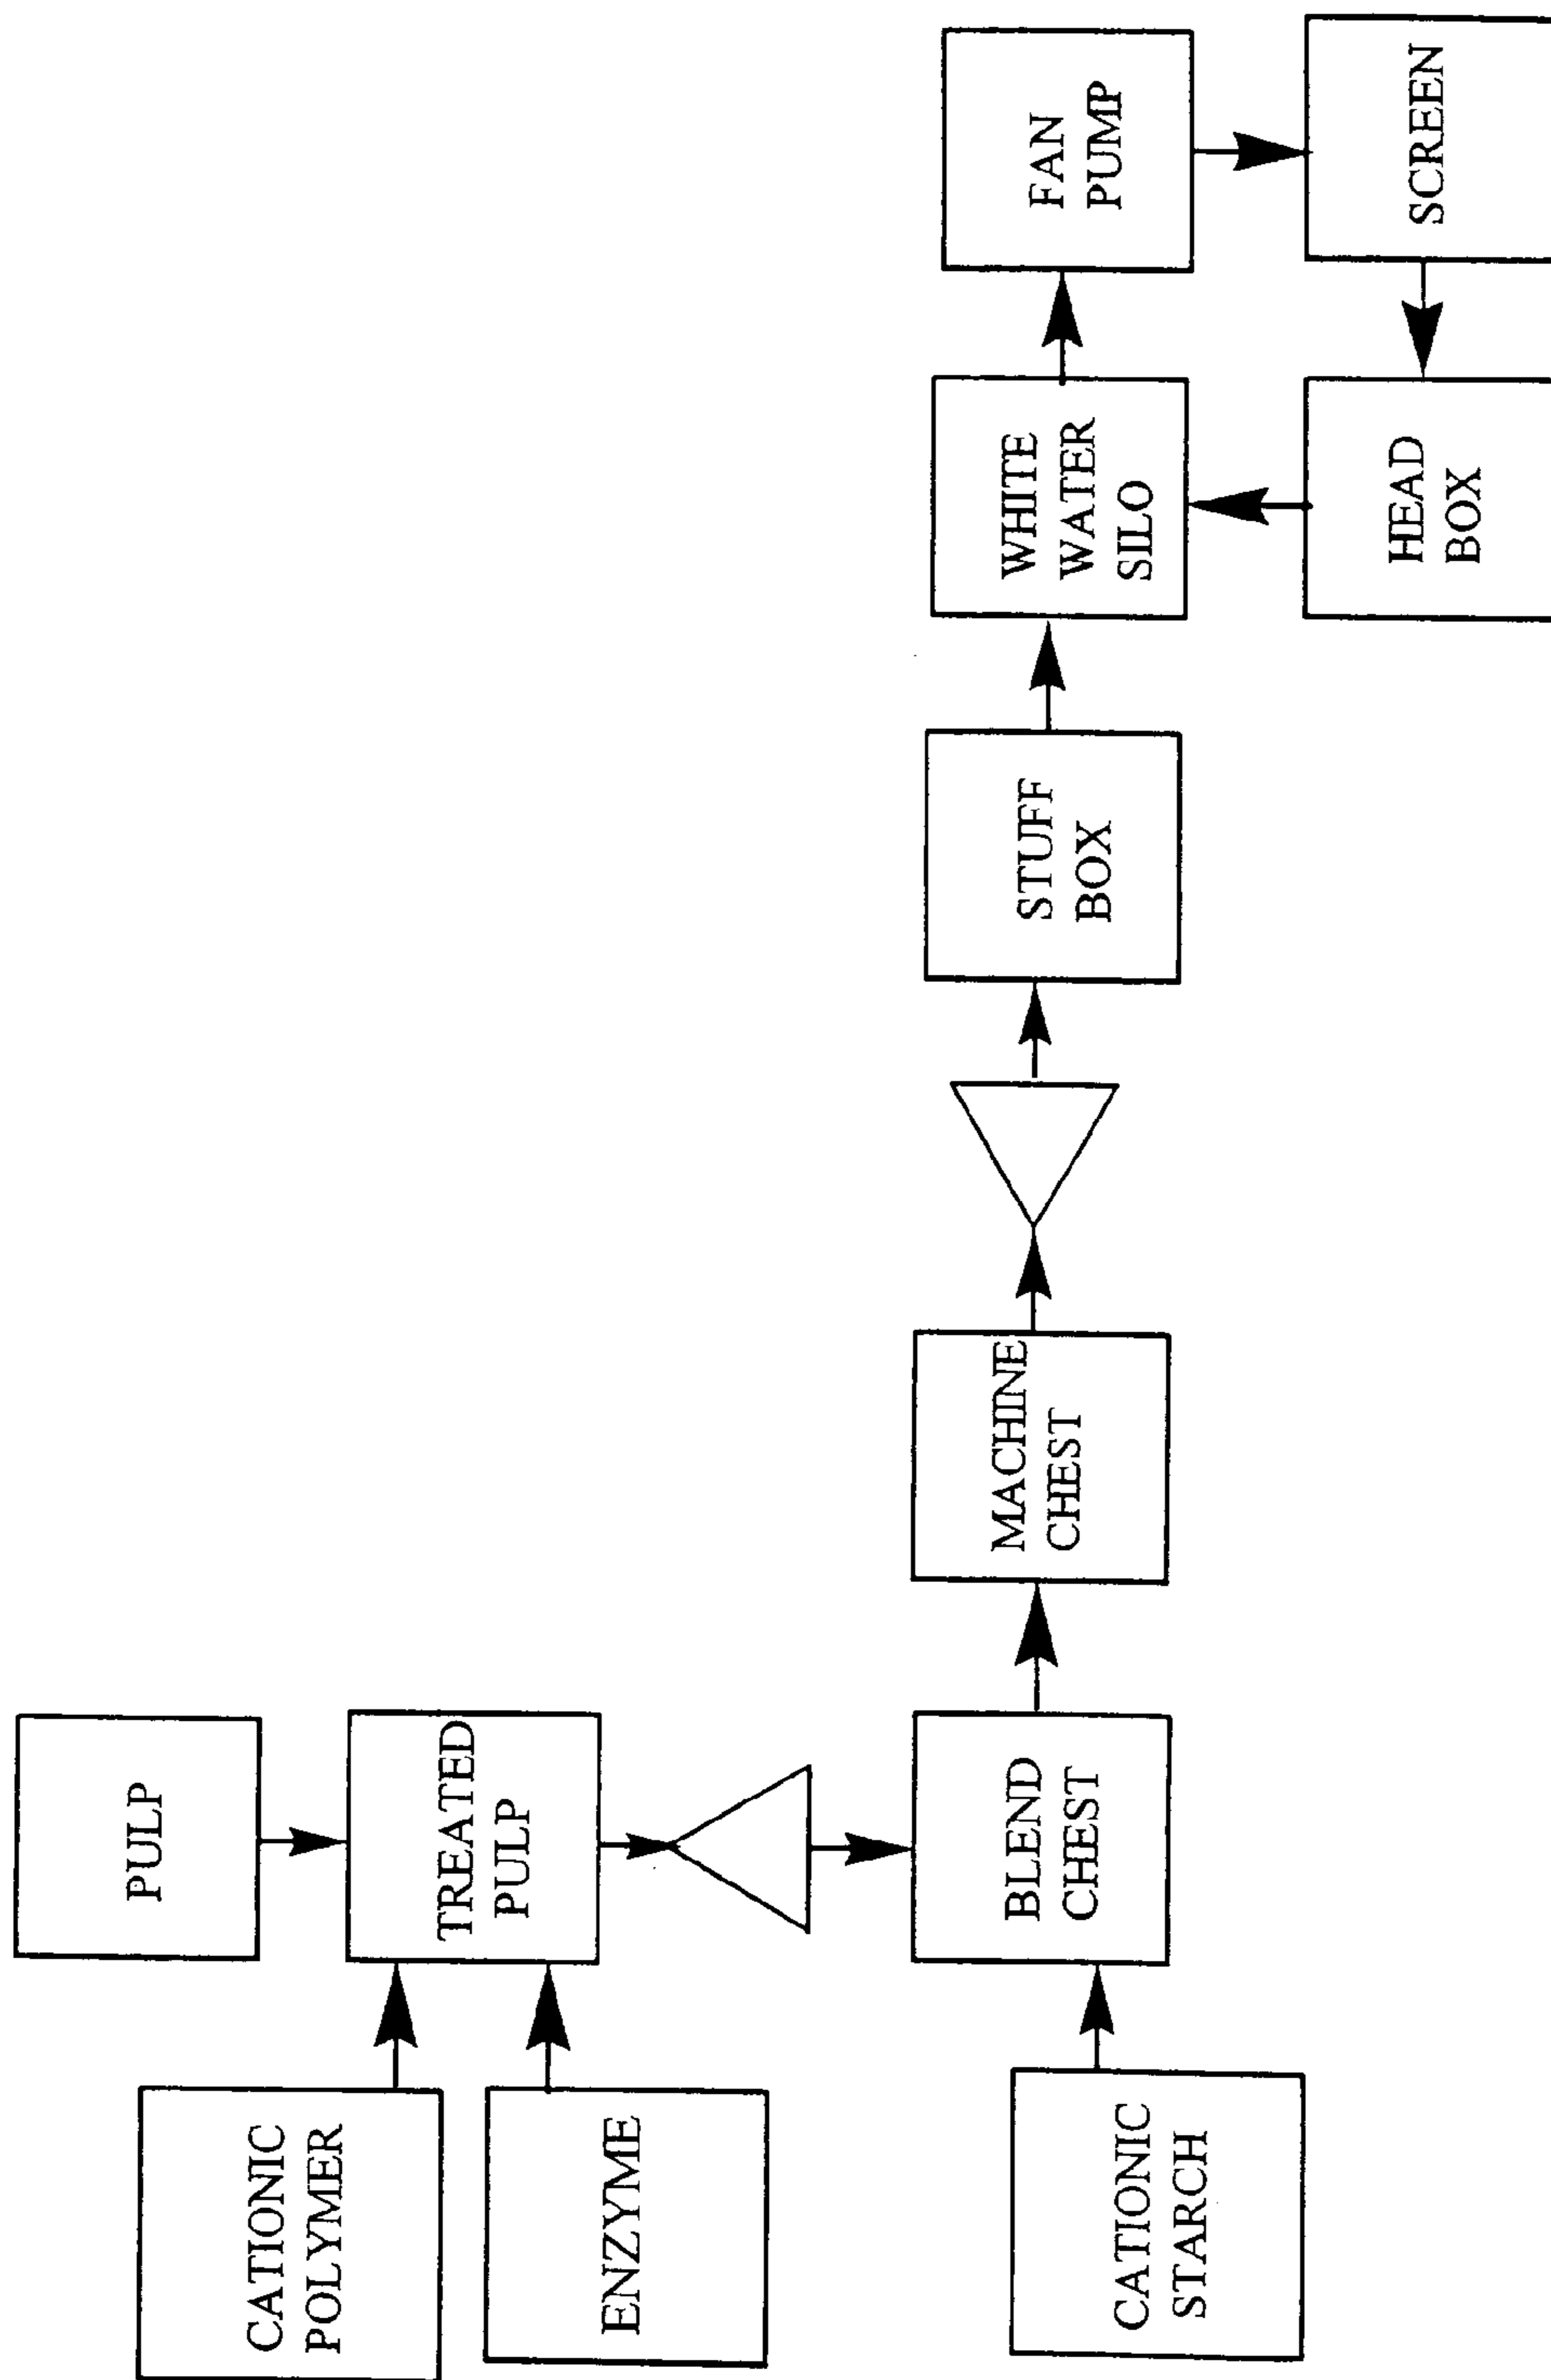 PULP
CATIONIC
POLYMER
TREATED
PULP
ENZYME
CATIONIC
STARCH
BLEND
CHEST
MACHINE
CHEST
STUFF
BOX
WHITE
WATER
SILO
FAN
PUMP
SCREEN
HEAD
BOX